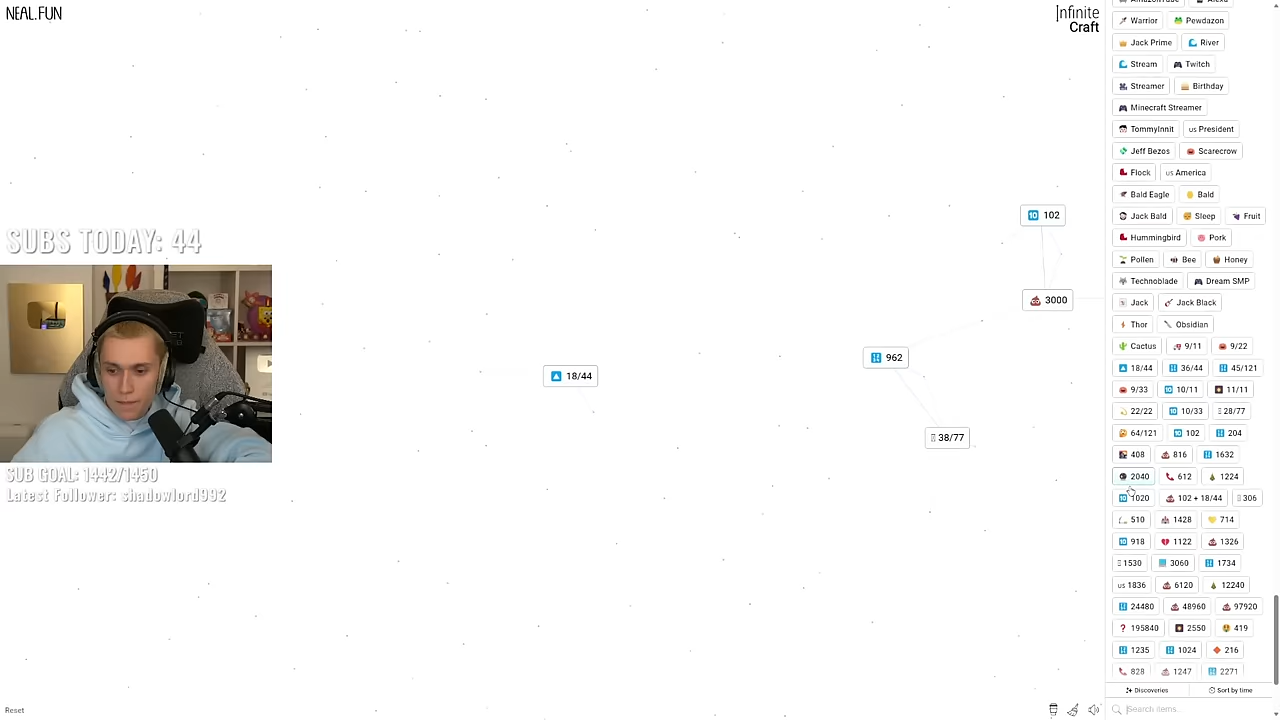 NEAL.FUN
Infinite
Craft
SUBS TODAY: 44
SUB GOAL: 1442/1450
Latest Follower: shadowlord992
102
3000
962
18/44
38/77
Warrior Pewdazon
Jack Prime River
Stream Twitch
Streamer Birthday
Minecraft Streamer
TommyInnit US President
Jeff Bezos Scarecrow
Flock US America
Bald Eagle Bald
Jack Bald Sleep Fruit
Hummingbird Pork
Pollen Bee Honey
Technoblade Dream SMP
Jack Jack Black
Thor Obsidian
Cactus 9/11 9/22
18/44 36/44 45/121
9/33 10/11 11/11
22/22 10/33 28/77
64/121 102 204
408 816 1632
2040 612 1224
1020 102 + 18/44 306
510 1428 714
918 1122 1326
1530 3060 1734
US 1836 6120 12240
24480 48960 97920
195840 2550 419
1235 1024 216
828 1247 2271
Discoveries Sort by time
Search items...
Reset